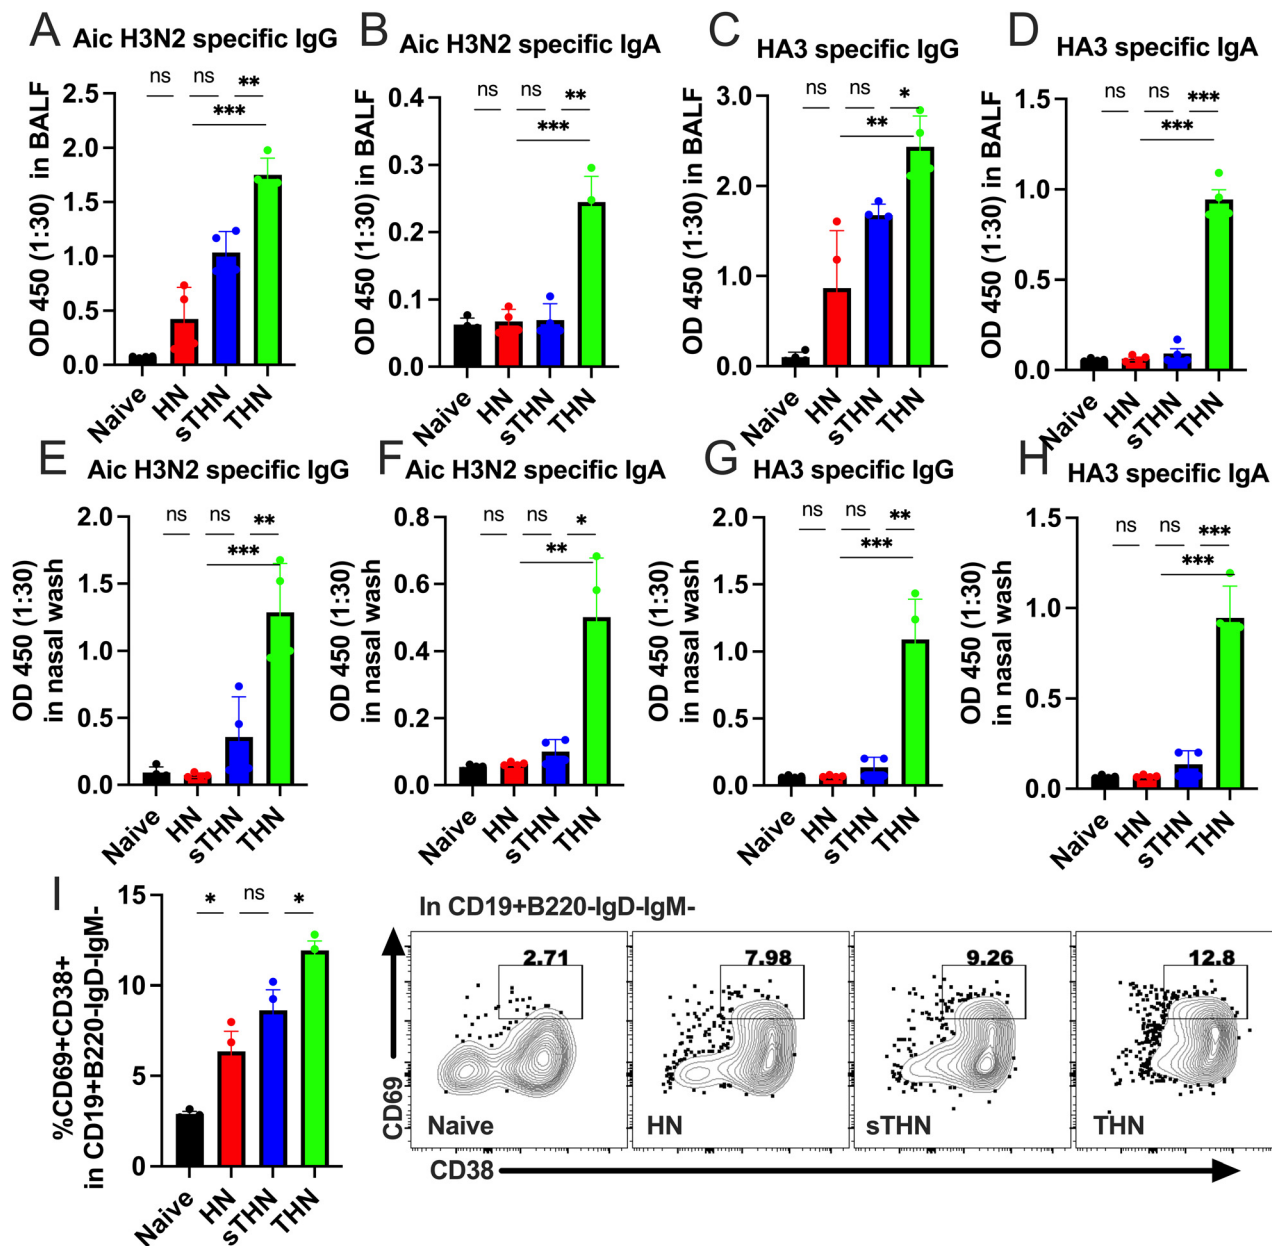 A Aic H3N2 specific IgG
OD 450 (1:30) in BALF
2.5
2.0
1.5
1.0
0.5
0.0
ns ns **
***
Naive HN sTHN THN
B Aic H3N2 specific IgA
OD 450 (1:30) in BALF
0.4
0.3
0.2
0.1
0.0
ns ns **
***
Naive HN sTHN THN
C HA3 specific IgG
OD 450 (1:30) in BALF
3.0
2.0
1.0
0.0
ns ns *
**
Naive HN sTHN THN
D HA3 specific IgA
OD 450 (1:30) in BALF
1.5
1.0
0.5
0.0
ns ns ***
***
Naive HN sTHN THN
E Aic H3N2 specific IgG
OD 450 (1:30)
in nasal wash
2.0
1.5
1.0
0.5
0.0
ns ns **
***
Naive HN sTHN THN
F Aic H3N2 specific IgA
OD 450 (1:30)
in nasal wash
0.8
0.6
0.4
0.2
0.0
ns ns *
**
Naive HN sTHN THN
G HA3 specific IgG
OD 450 (1:30)
in nasal wash
2.0
1.5
1.0
0.5
0.0
ns ns **
***
Naive HN sTHN THN
H HA3 specific IgA
OD 450 (1:30)
in nasal wash
1.5
1.0
0.5
0.0
ns ns ***
***
Naive HN sTHN THN
I
%CD69+CD38+
in CD19+B220-IgD-IgM-
15
10
5
0
* ns *
Naive HN sTHN THN
In CD19+B220-IgD-IgM-
2.71 7.98 9.26 12.8
CD69
Naive HN sTHN THN
CD38